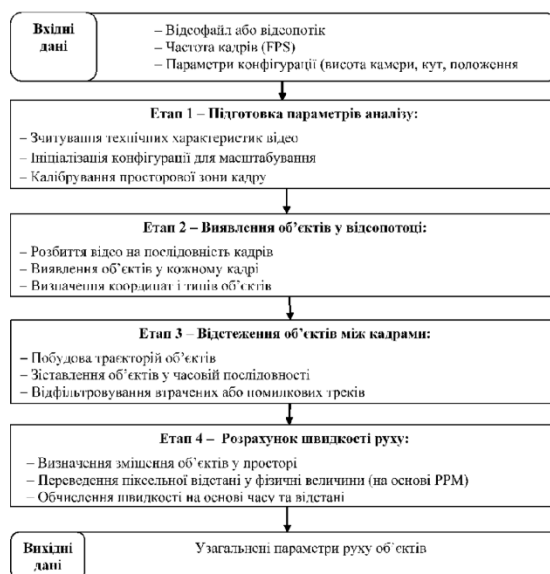 Вхідні
дані
– Відеофайл або відеопотік
– Частота кадрів (FPS)
– Параметри конфігурації (висота камери, кут, положення
Етап 1 – Підготовка параметрів аналізу:
– Зчитування технічних характеристик відео
– Ініціалізація конфігурації для масштабування
– Калібрування просторової зони кадру
Етап 2 – Виявлення об’єктів у відеопотоці:
– Розбиття відео на послідовність кадрів
– Виявлення об’єктів у кожному кадрі
– Визначення координат і типів об’єктів
Етап 3 – Відстеження об’єктів між кадрами:
– Побудова траєкторій об’єктів
– Зіставлення об’єктів у часовій послідовності
– Відфільтровування втрачених або помилкових треків
Етап 4 – Розрахунок швидкості руху:
– Визначення зміщення об’єктів у просторі
– Переведення піксельної відстані у фізичні величини (на основі PPM)
– Обчислення швидкості на основі часу та відстані
Вихідні
дані
Узагальнені параметри руху об’єктів